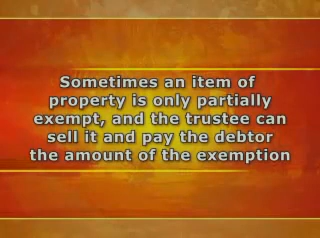 Sometimes an item of
property is only partially
exempt, and the trustee can
sell it and pay the debtor
the amount of the exemption